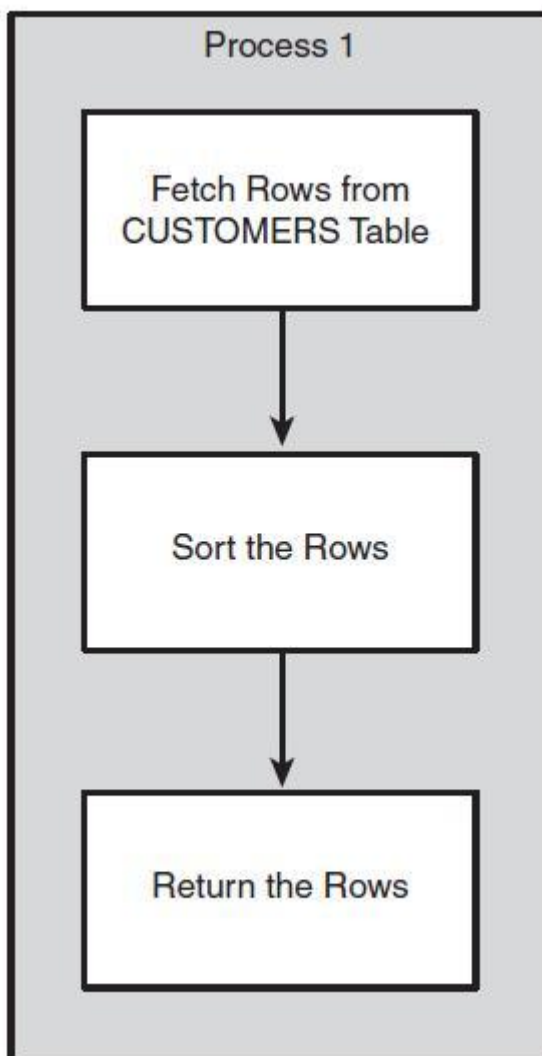 Process 1
Fetch Rows from
CUSTOMERS Table
Sort the Rows
Return the Rows